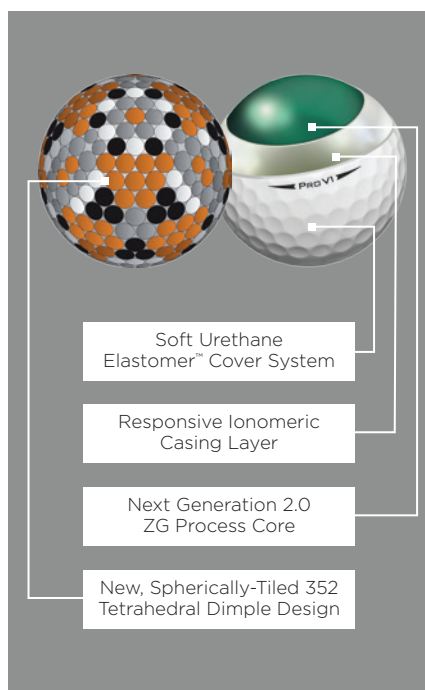 PRO V1
Soft Urethane
Elastomer™ Cover System
Responsive Ionomeric
Casing Layer
Next Generation 2.0
ZG Process Core
New, Spherically-Tiled 352
Tetrahedral Dimple Design